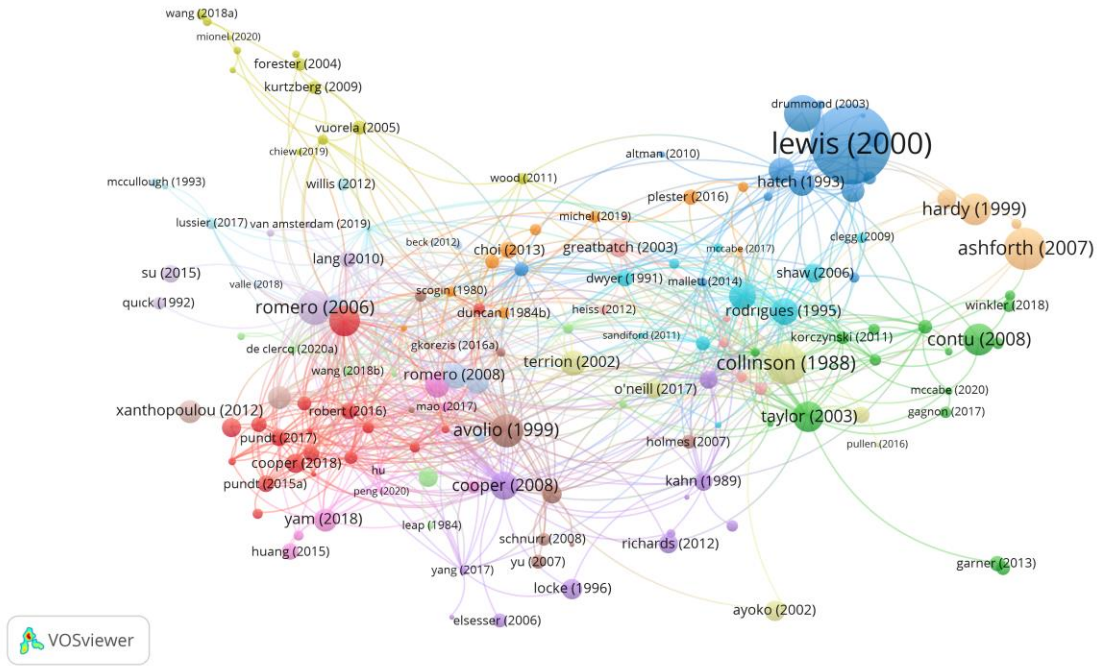 wang (2018a)
mionel (2020)
forester (2004)
kurtzberg (2009)
drummond (2003)
vuorela (2005)
lewis (2000)
chiew (2019)
altman (2010)
mccullough (1993)
willis (2012)
wood (2011)
hatch (1993)
plester (2016)
hardy (1999)
lussier (2017)
van amsterdam (2019)
michel (2019)
beck (2012)
choi (2013)
greatbatch (2003)
mccabe (2017)
clegg (2009)
ashforth (2007)
su (2015)
lang (2010)
dwyer (1991)
mallett (2014)
shaw (2006)
valle (2018)
scogin (1980)
quick (1992)
romero (2006)
duncan (1984b)
heiss (2012)
rodrigues (1995)
winkler (2018)
sandiford (2011)
korczynski (2011)
contu (2008)
de clercq (2020a)
gkorezis (2016a)
terrion (2002)
collinson (1988)
wang (2018b)
romero (2008)
o'neill (2017)
mccabe (2020)
xanthopoulou (2012)
robert (2016)
mao (2017)
taylor (2003)
gagnon (2017)
pundt (2017)
avolio (1999)
holmes (2007)
pullen (2016)
cooper (2018)
hu
pundt (2015a)
peng (2020)
cooper (2008)
kahn (1989)
yam (2018)
leap (1984)
huang (2015)
schnurr (2008)
richards (2012)
yang (2017)
yu (2007)
garner (2013)
locke (1996)
elsesser (2006)
ayoko (2002)
VOSviewer